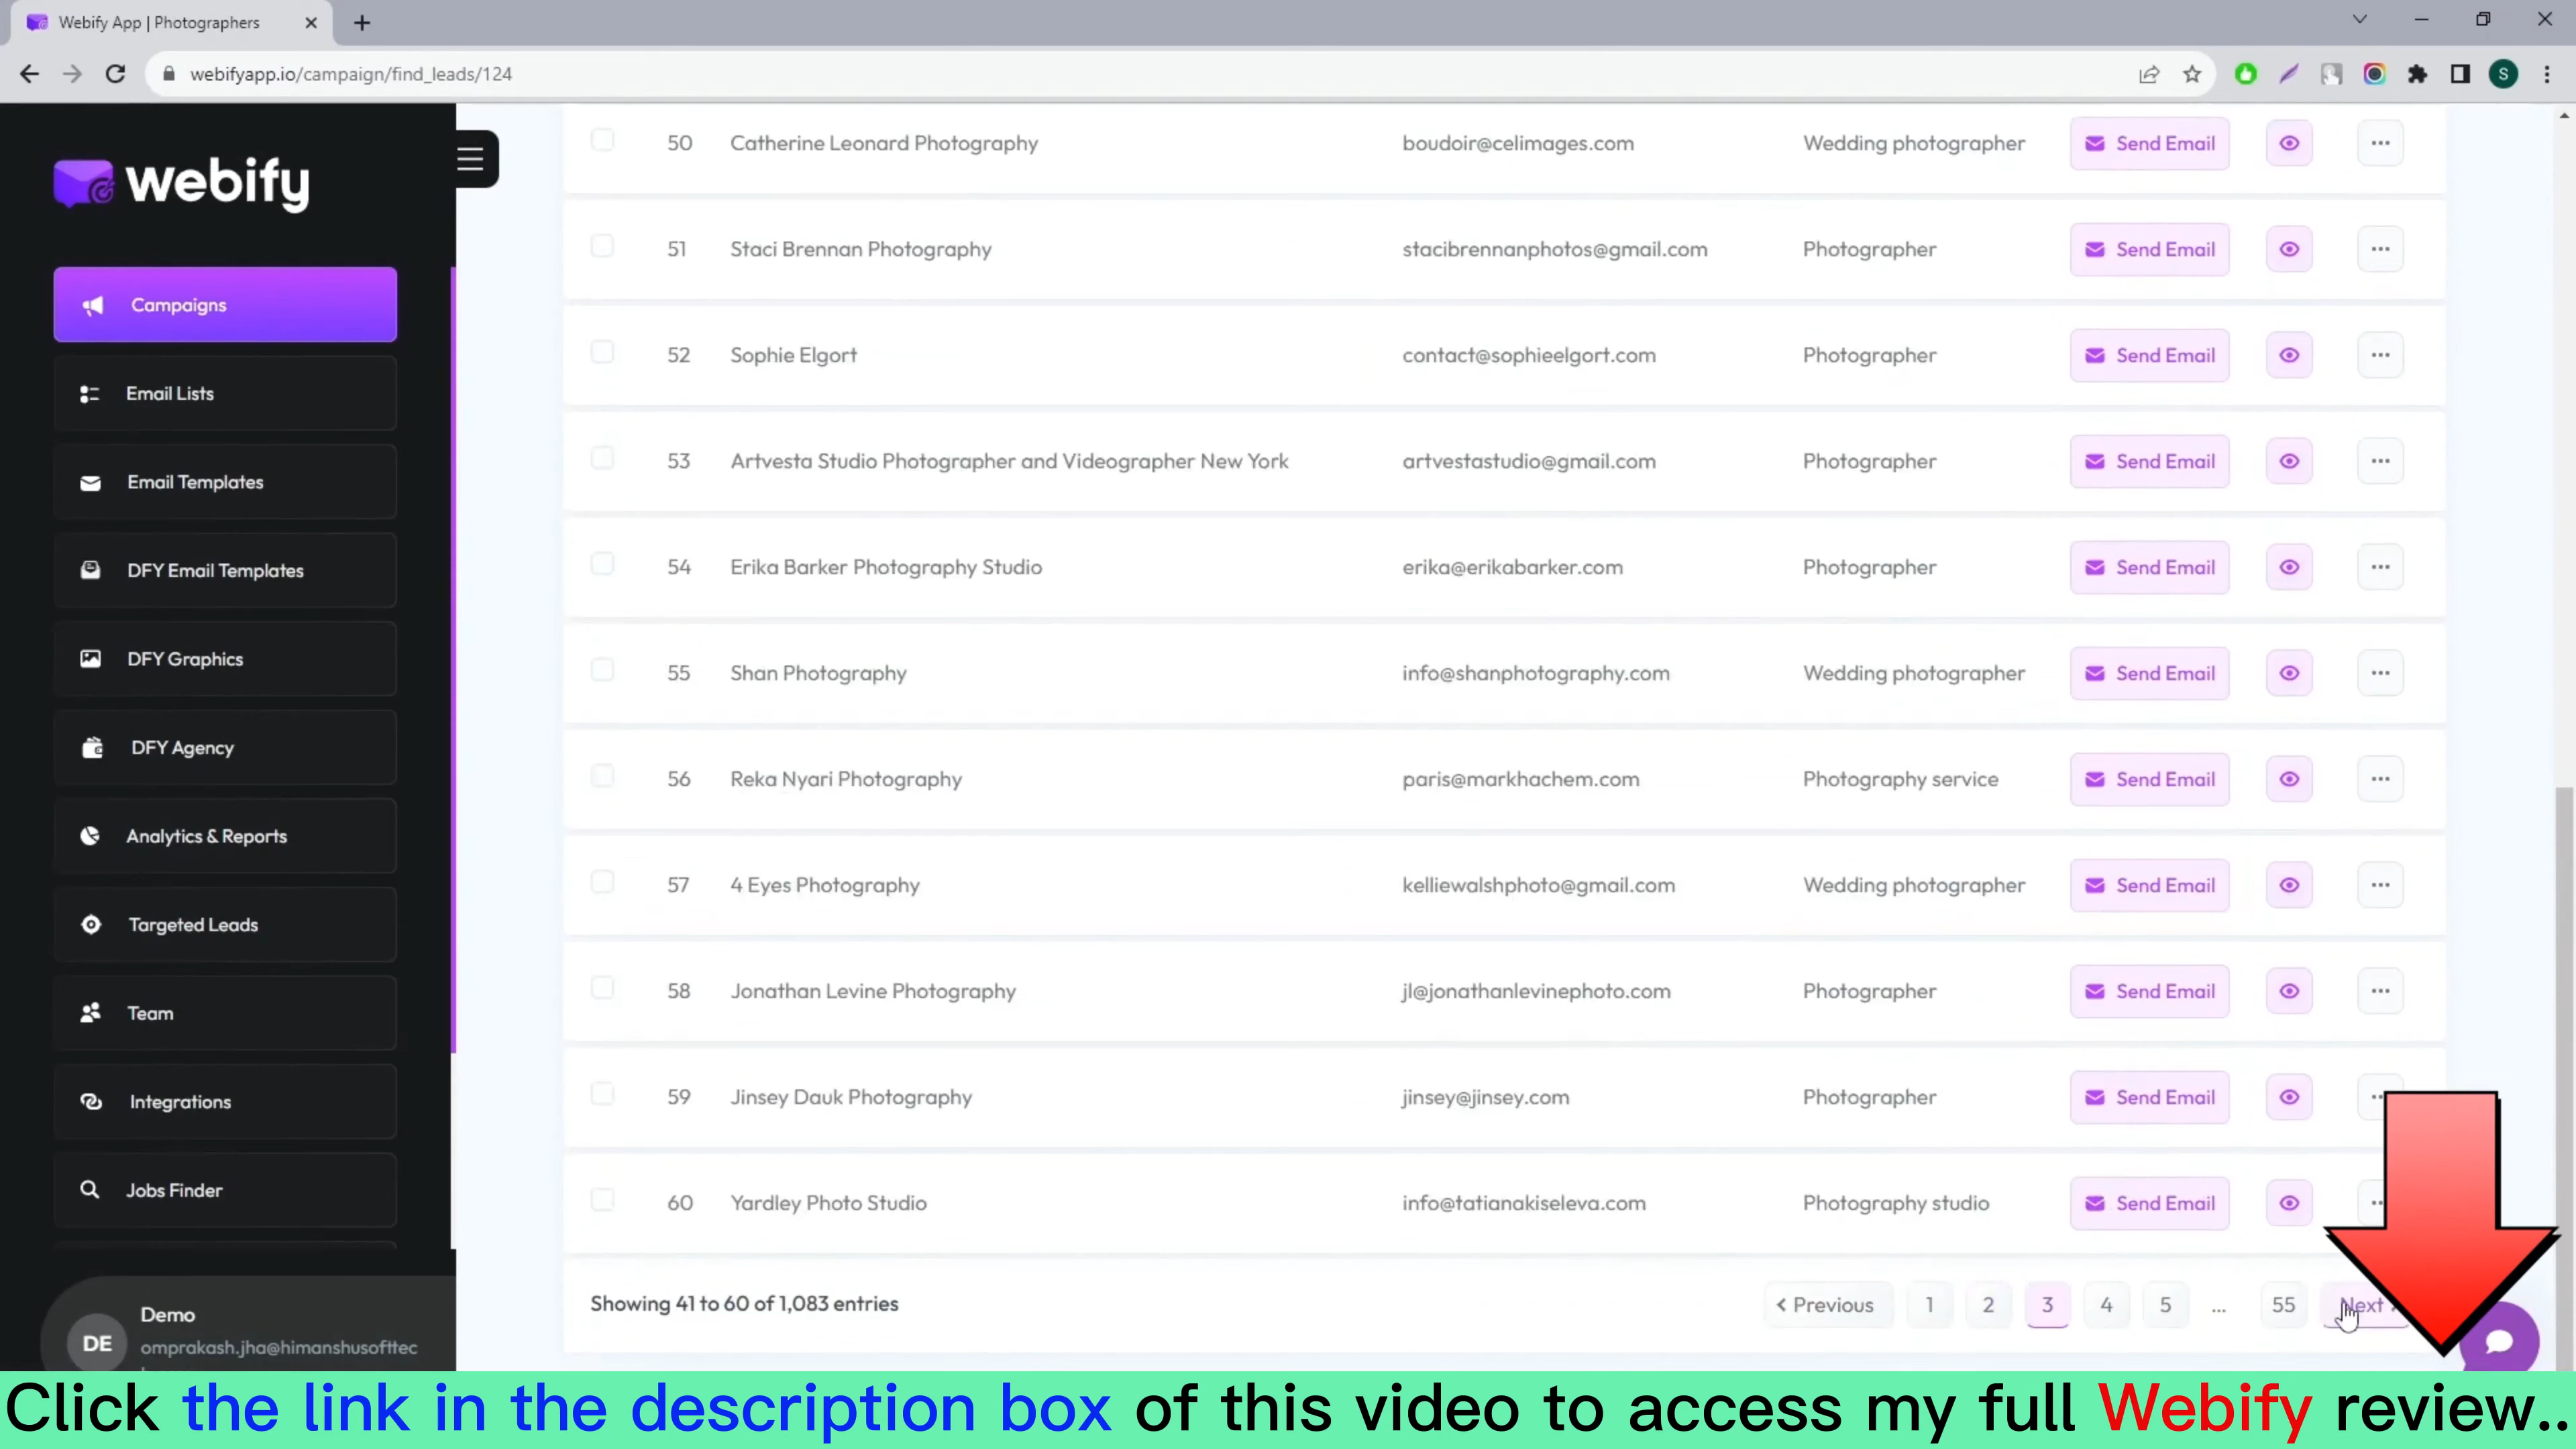 Webify App | Photographers
webifyapp.io/campaign/find_leads/124
S
webify
Campaigns
Email Lists
Email Templates
DFY Email Templates
DFY Graphics
DFY Agency
Analytics & Reports
Targeted Leads
Team
Integrations
Jobs Finder
DE
Demo
omprakash.jha@himanshusofttec
50 Catherine Leonard Photography boudoir@celimages.com Wedding photographer Send Email
51 Staci Brennan Photography stacibrennanphotos@gmail.com Photographer Send Email
52 Sophie Elgort contact@sophieelgort.com Photographer Send Email
53 Artvesta Studio Photographer and Videographer New York artvestastudio@gmail.com Photographer Send Email
54 Erika Barker Photography Studio erika@erikabarker.com Photographer Send Email
55 Shan Photography info@shanphotography.com Wedding photographer Send Email
56 Reka Nyari Photography paris@markhachem.com Photography service Send Email
57 4 Eyes Photography kelliewalshphoto@gmail.com Wedding photographer Send Email
58 Jonathan Levine Photography jl@jonathanlevinephoto.com Photographer Send Email
59 Jinsey Dauk Photography jinsey@jinsey.com Photographer Send Email
60 Yardley Photo Studio info@tatianakiseleva.com Photography studio Send Email
Showing 41 to 60 of 1,083 entries Previous 1 2 3 4 5 ... 55 Next
Click the link in the description box of this video to access my full Webify review..